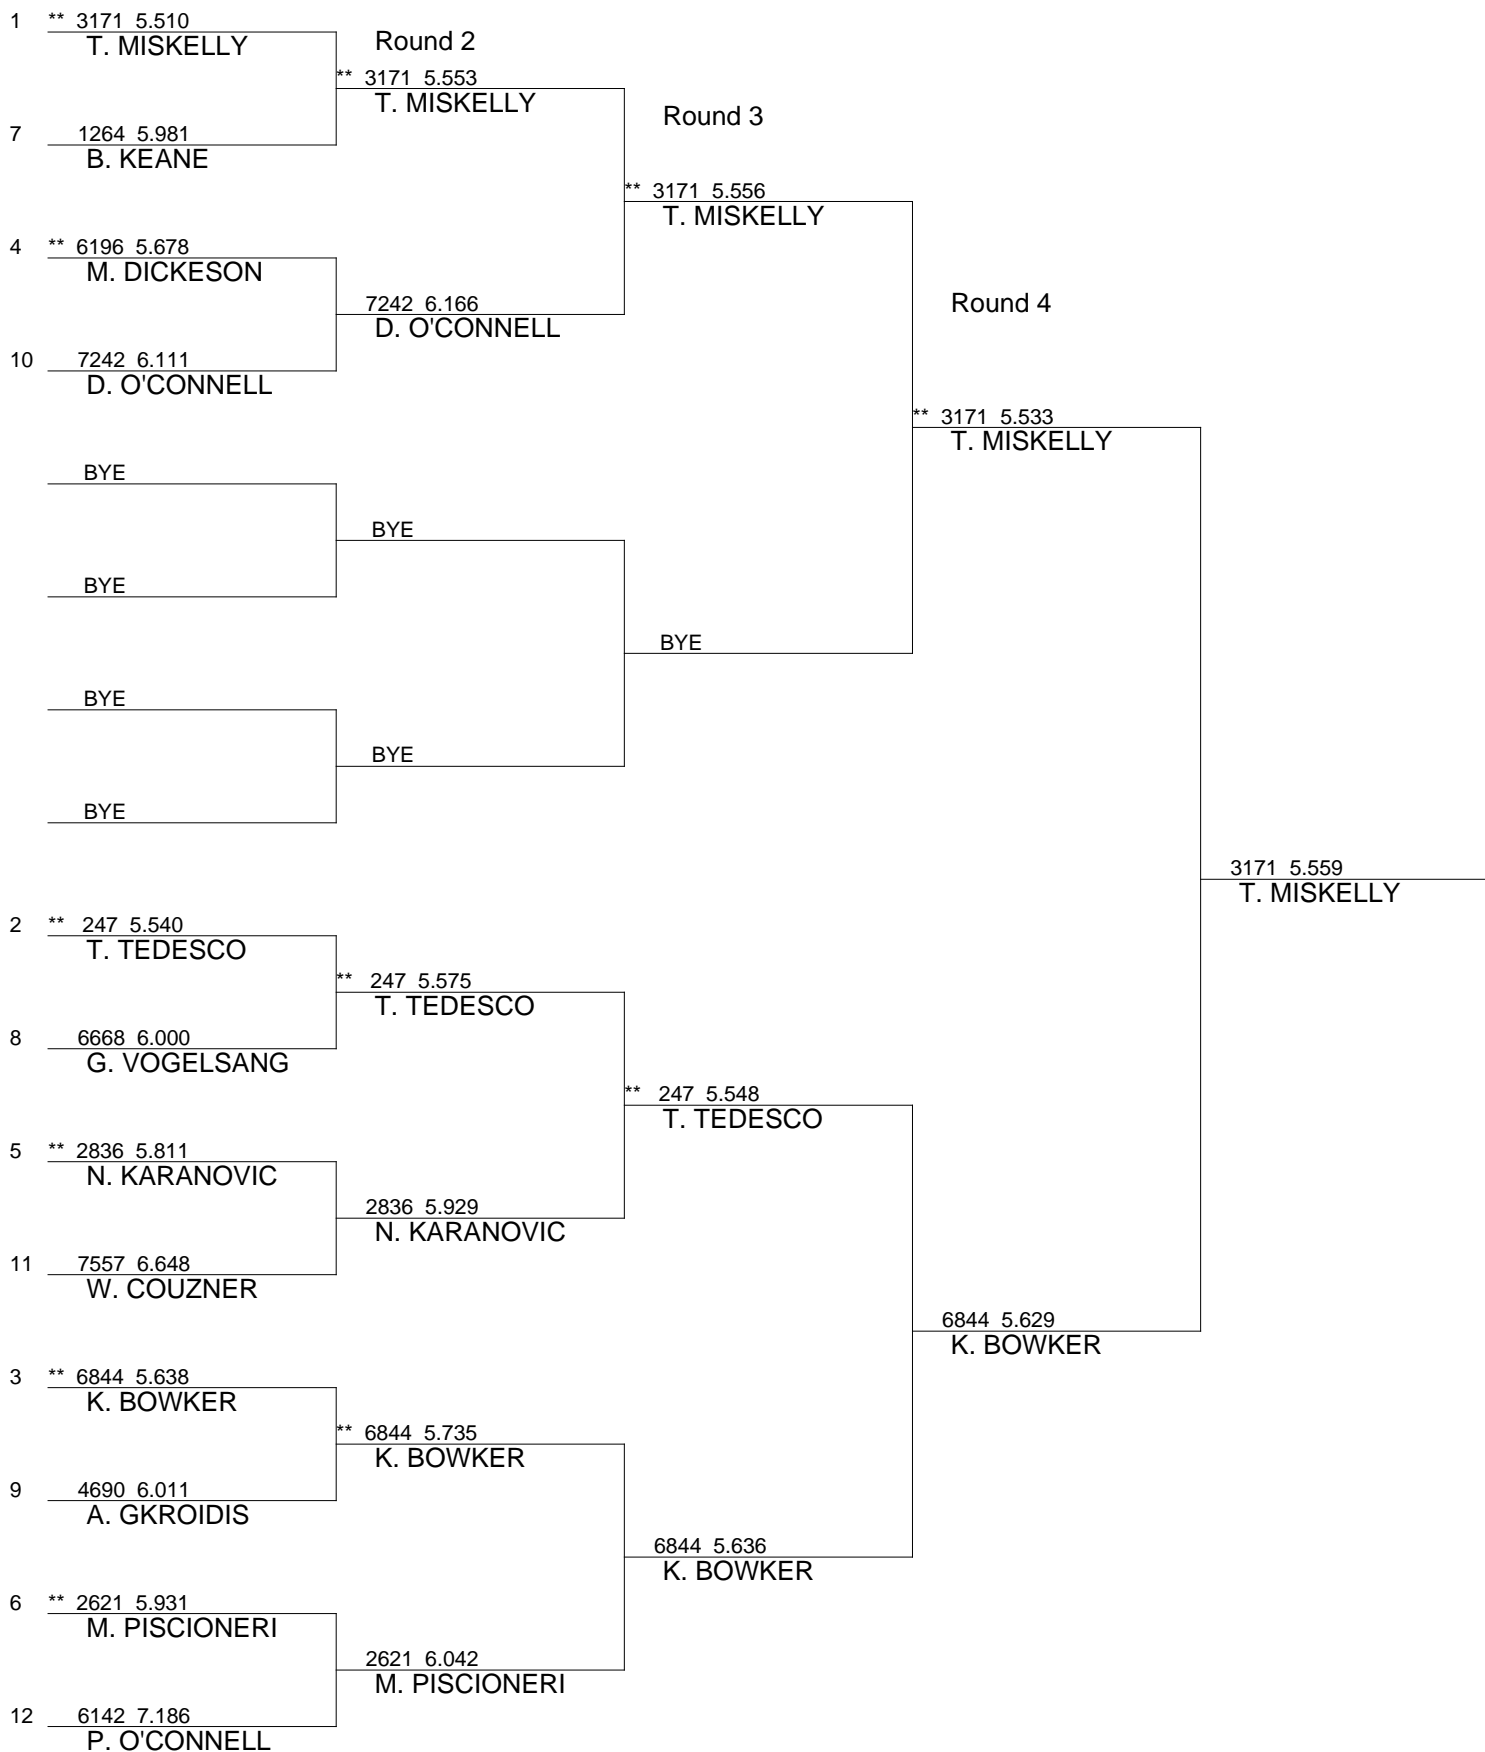 1 ** 3171 5.510
T. MISKELLY
Round 2
** 3171 5.553
T. MISKELLY
Round 3
7 1264 5.981
B. KEANE
** 3171 5.556
T. MISKELLY
4 ** 6196 5.678
M. DICKESON
7242 6.166
D. O'CONNELL
Round 4
10 7242 6.111
D. O'CONNELL
** 3171 5.533
T. MISKELLY
BYE
BYE
BYE
BYE
BYE
BYE
BYE
3171 5.559
T. MISKELLY
2 ** 247 5.540
T. TEDESCO
** 247 5.575
T. TEDESCO
8 6668 6.000
G. VOGELSANG
** 247 5.548
T. TEDESCO
5 ** 2836 5.811
N. KARANOVIC
2836 5.929
N. KARANOVIC
11 7557 6.648
W. COUZNER
6844 5.629
K. BOWKER
3 ** 6844 5.638
K. BOWKER
** 6844 5.735
K. BOWKER
9 4690 6.011
A. GKROIDIS
6844 5.636
K. BOWKER
6 ** 2621 5.931
M. PISCIONERI
2621 6.042
M. PISCIONERI
12 6142 7.186
P. O'CONNELL